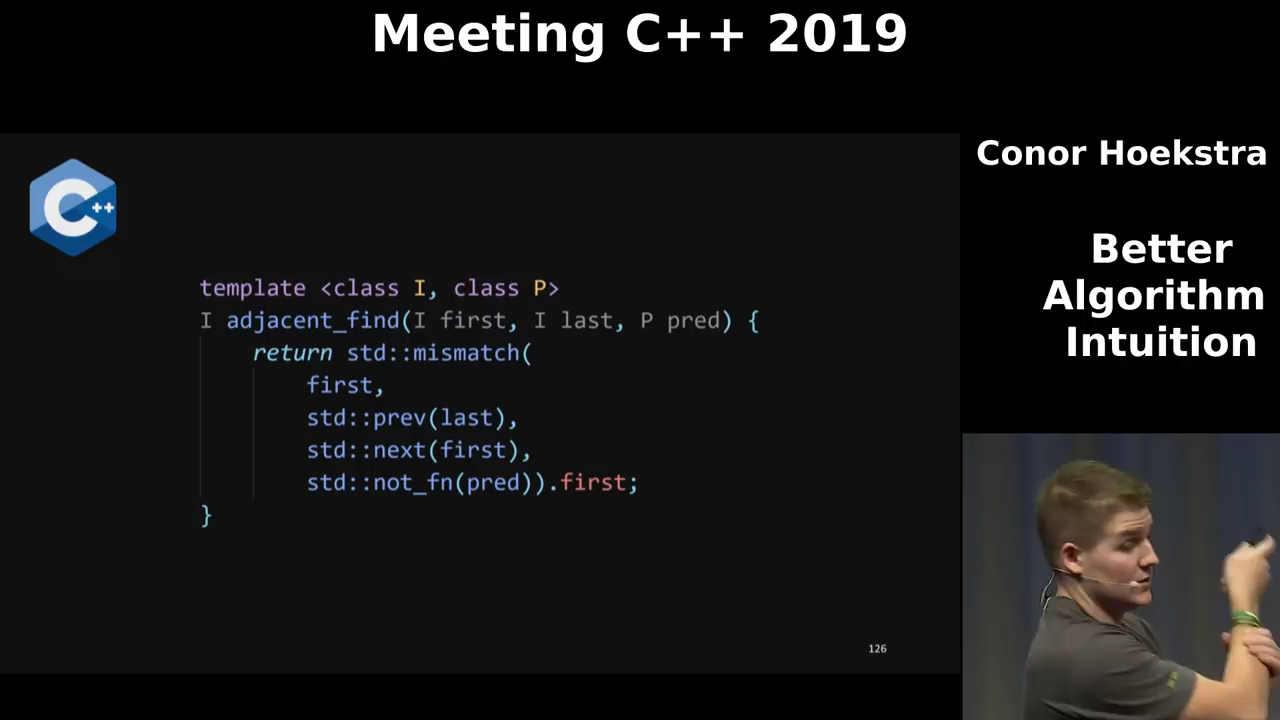 Meeting C++ 2019
C++
template <class I, class P>
I adjacent_find(I first, I last, P pred) {
    return std::mismatch(
        first,
        std::prev(last),
        std::next(first),
        std::not_fn(pred)).first;
}
126
Conor Hoekstra
Better
Algorithm
Intuition